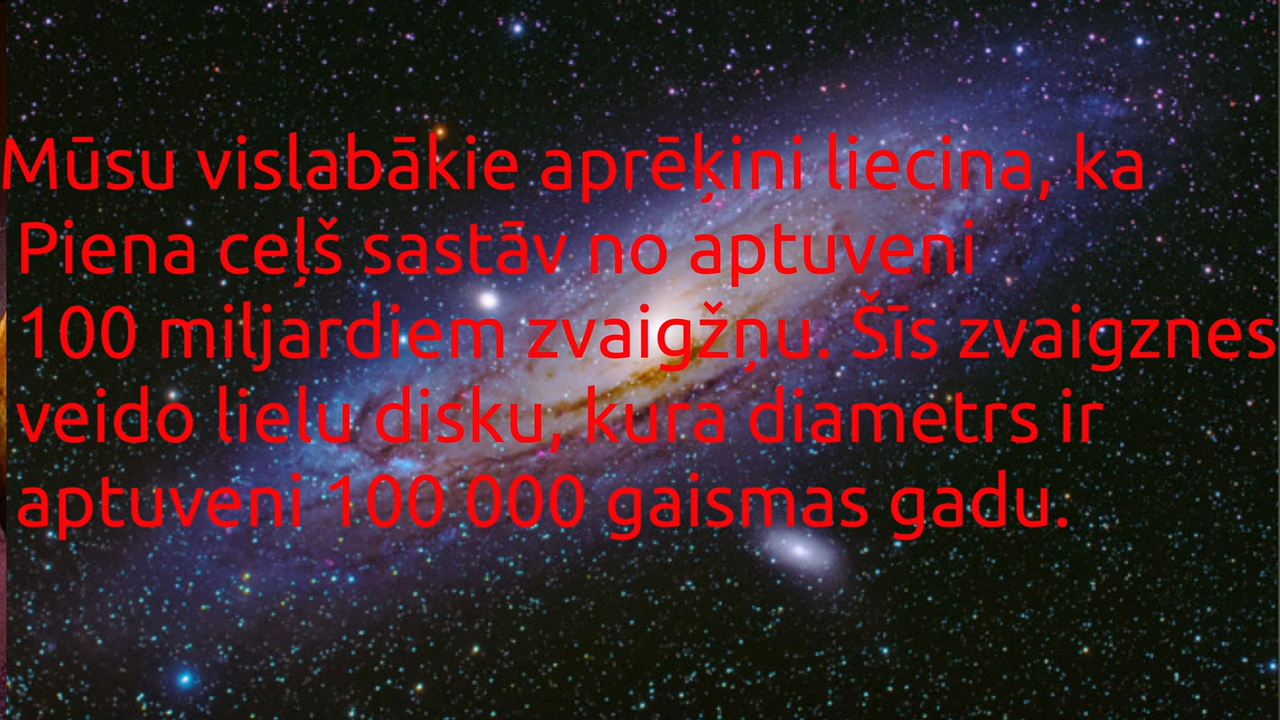 Mūsu vislabākie aprēķini liecina, ka
Piena ceļš sastāv no aptuveni
100 miljardiem zvaigžņu. Šīs zvaigznes
veido lielu disku, kura diametrs ir
aptuveni 100 000 gaismas gadu.